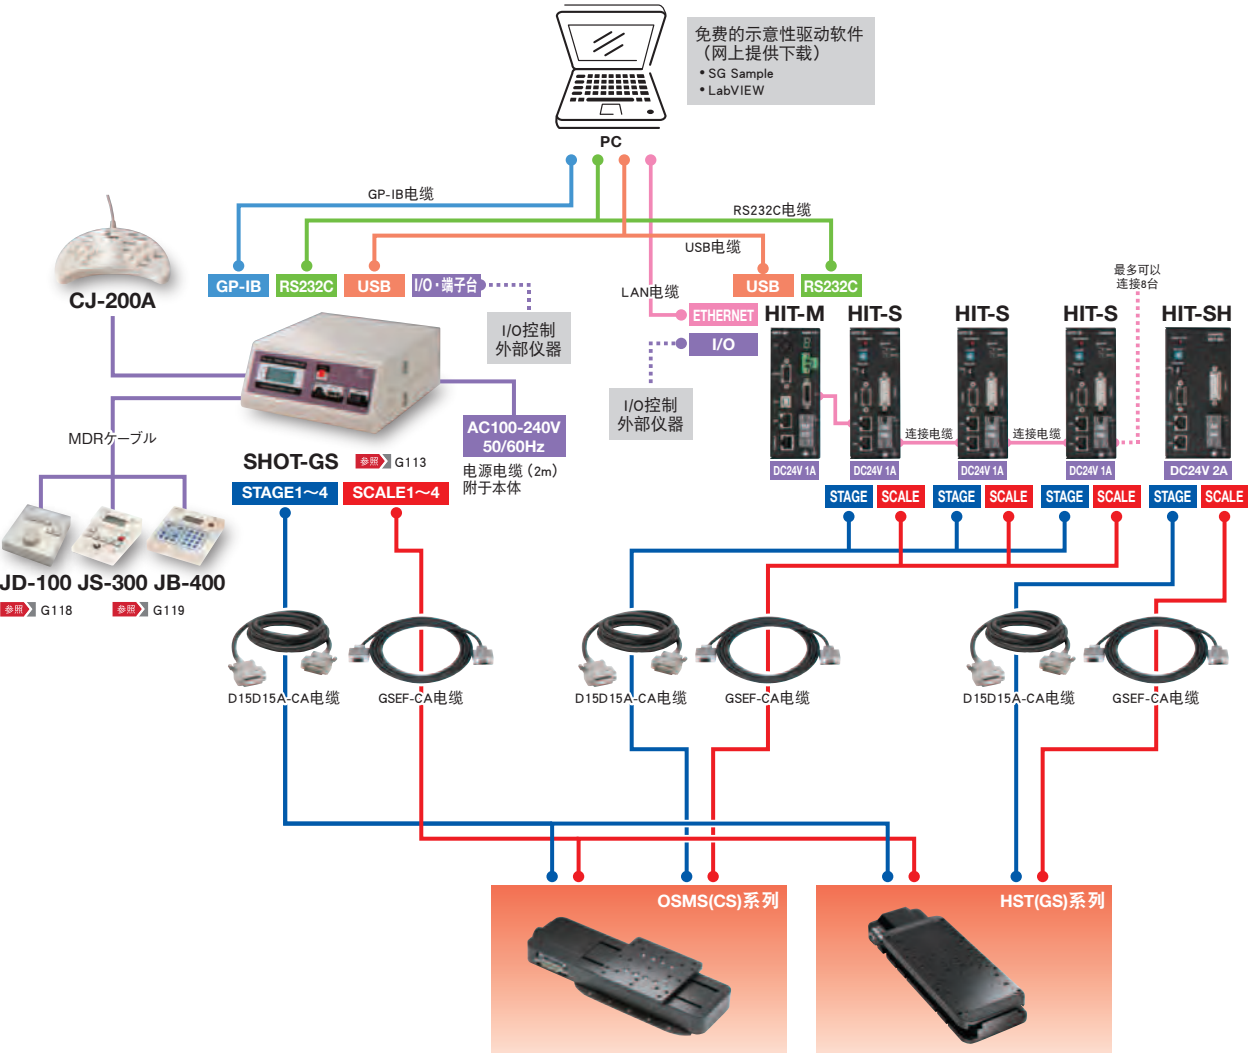 免费的示意性驱动软件
（网上提供下载）
• SG Sample
• LabVIEW
PC
GP-IB电缆
RS232C电缆
USB电缆
LAN电缆
CJ-200A
GP-IB
RS232C
USB
I/O・端子台
I/O控制
外部仪器
USB
RS232C
ETHERNET
I/O
I/O控制
外部仪器
最多可以
连接8台
HIT-M
HIT-S
HIT-S
HIT-S
HIT-SH
连接电缆
连接电缆
DC24V 1A
DC24V 1A
DC24V 1A
DC24V 1A
DC24V 2A
MDRケーブル
AC100-240V
50/60Hz
电源电缆（2m）
附于本体
SHOT-GS
参照 G113
STAGE1～4
SCALE1～4
STAGE
SCALE
STAGE
SCALE
STAGE
SCALE
STAGE
SCALE
JD-100
JS-300
JB-400
参照 G118
参照 G119
D15D15A-CA电缆
GSEF-CA电缆
D15D15A-CA电缆
GSEF-CA电缆
D15D15A-CA电缆
GSEF-CA电缆
OSMS(CS)系列
HST(GS)系列